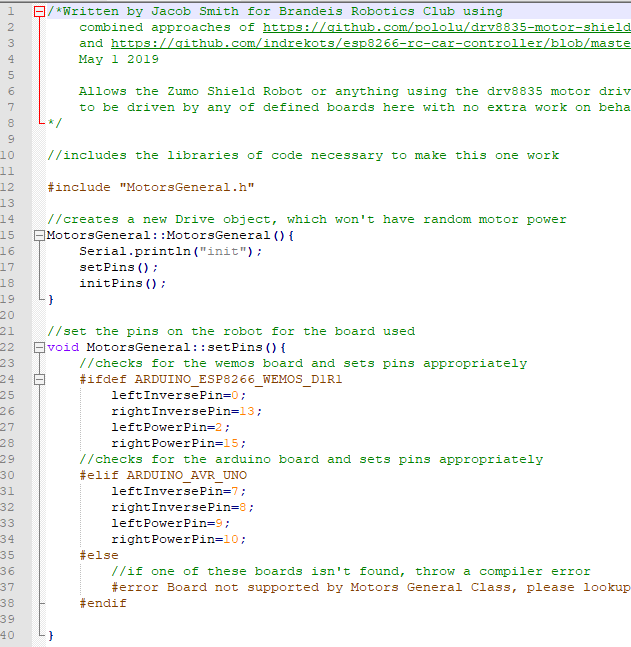 1 /*Written by Jacob Smith for Brandeis Robotics Club using
2 combined approaches of https://github.com/pololu/drv8835-motor-shield
3 and https://github.com/indrekots/esp8266-rc-car-controller/blob/maste
4 May 1 2019
5
6 Allows the Zumo Shield Robot or anything using the drv8835 motor driv
7 to be driven by any of defined boards here with no extra work on beha
8 */
9
10 //includes the libraries of code necessary to make this one work
11
12 #include "MotorsGeneral.h"
13
14 //creates a new Drive object, which won't have random motor power
15 MotorsGeneral::MotorsGeneral(){
16 Serial.println("init");
17 setPins();
18 initPins();
19 }
20
21 //set the pins on the robot for the board used
22 void MotorsGeneral::setPins(){
23 //checks for the wemos board and sets pins appropriately
24 #ifdef ARDUINO_ESP8266_WEMOS_D1R1
25 leftInversePin=0;
26 rightInversePin=13;
27 leftPowerPin=2;
28 rightPowerPin=15;
29 //checks for the arduino board and sets pins appropriately
30 #elif ARDUINO_AVR_UNO
31 leftInversePin=7;
32 rightInversePin=8;
33 leftPowerPin=9;
34 rightPowerPin=10;
35 #else
36 //if one of these boards isn't found, throw a compiler error
37 #error Board not supported by Motors General Class, please lookup
38 #endif
39
40 }